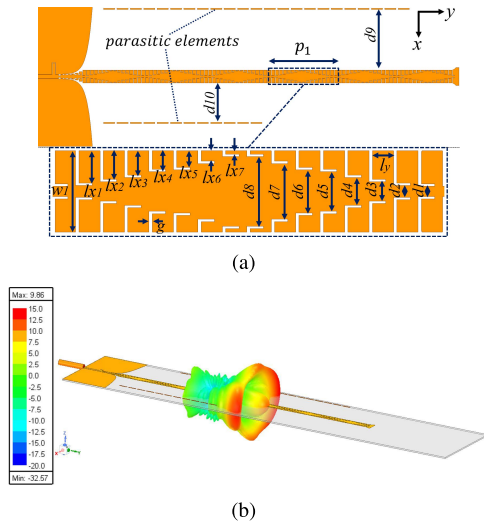 y
x
parasitic elements
p1
d9
d10
w1
lx1
lx2
lx3
lx4
lx5
lx6
lx7
g
d8
d7
d6
d5
d4
ly
d3
d2
d1
(a)
Max: 9.86
15.0
12.5
10.0
7.5
5.0
2.5
0.0
-2.5
-5.0
-7.5
-10.0
-12.5
-15.0
-17.5
-20.0
Min: -32.57
(b)